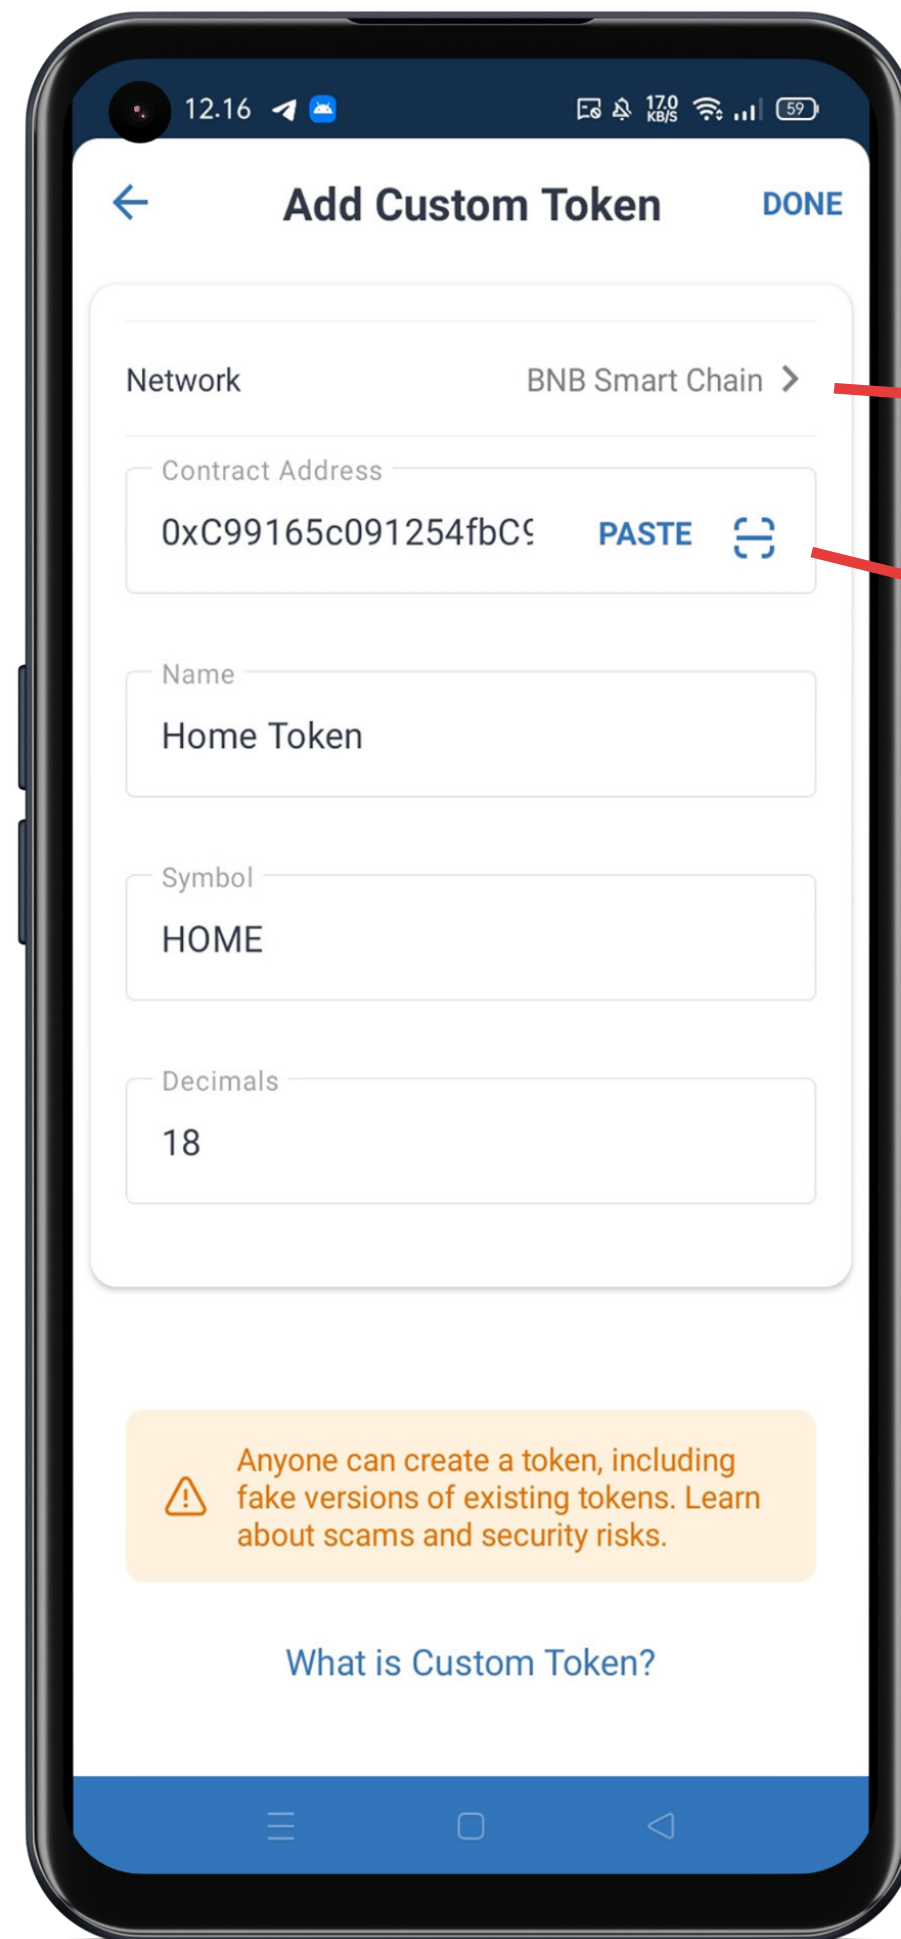 12.16
17.0
KB/S
59
Add Custom Token
DONE
Network
BNB Smart Chain
Contract Address
0xC99165c091254fbC9
PASTE
Name
Home Token
Symbol
HOME
Decimals
18
Anyone can create a token, including
fake versions of existing tokens. Learn
about scams and security risks.
What is Custom Token?